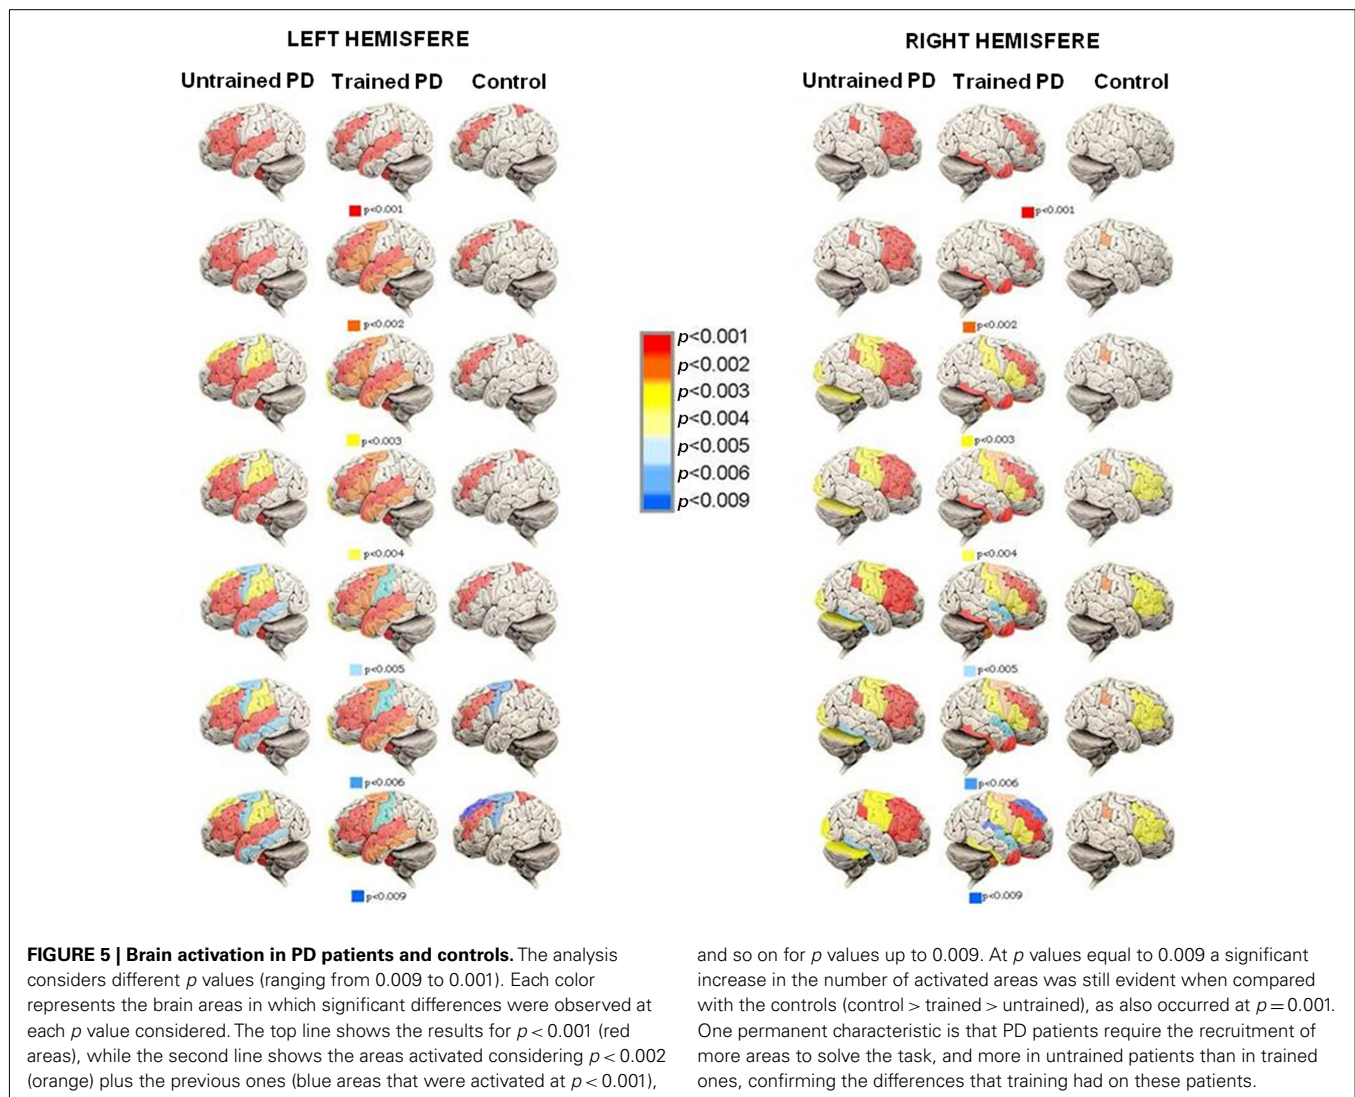 LEFT HEMISFERE
Untrained PD Trained PD Control
p<0.001
p<0.002
p<0.003
p<0.004
p<0.005
p<0.006
p<0.009
p<0.001
p<0.002
p<0.003
p<0.004
p<0.005
p<0.006
p<0.009
RIGHT HEMISFERE
Untrained PD Trained PD Control
p<0.001
p<0.002
p<0.003
p<0.004
p<0.005
p<0.006
p<0.009
FIGURE 5 | Brain activation in PD patients and controls. The analysis
considers different p values (ranging from 0.009 to 0.001). Each color
represents the brain areas in which significant differences were observed at
each p value considered. The top line shows the results for p < 0.001 (red
areas), while the second line shows the areas activated considering p < 0.002
(orange) plus the previous ones (blue areas that were activated at p < 0.001),
and so on for p values up to 0.009. At p values equal to 0.009 a significant
increase in the number of activated areas was still evident when compared
with the controls (control > trained > untrained), as also occurred at p = 0.001.
One permanent characteristic is that PD patients require the recruitment of
more areas to solve the task, and more in untrained patients than in trained
ones, confirming the differences that training had on these patients.